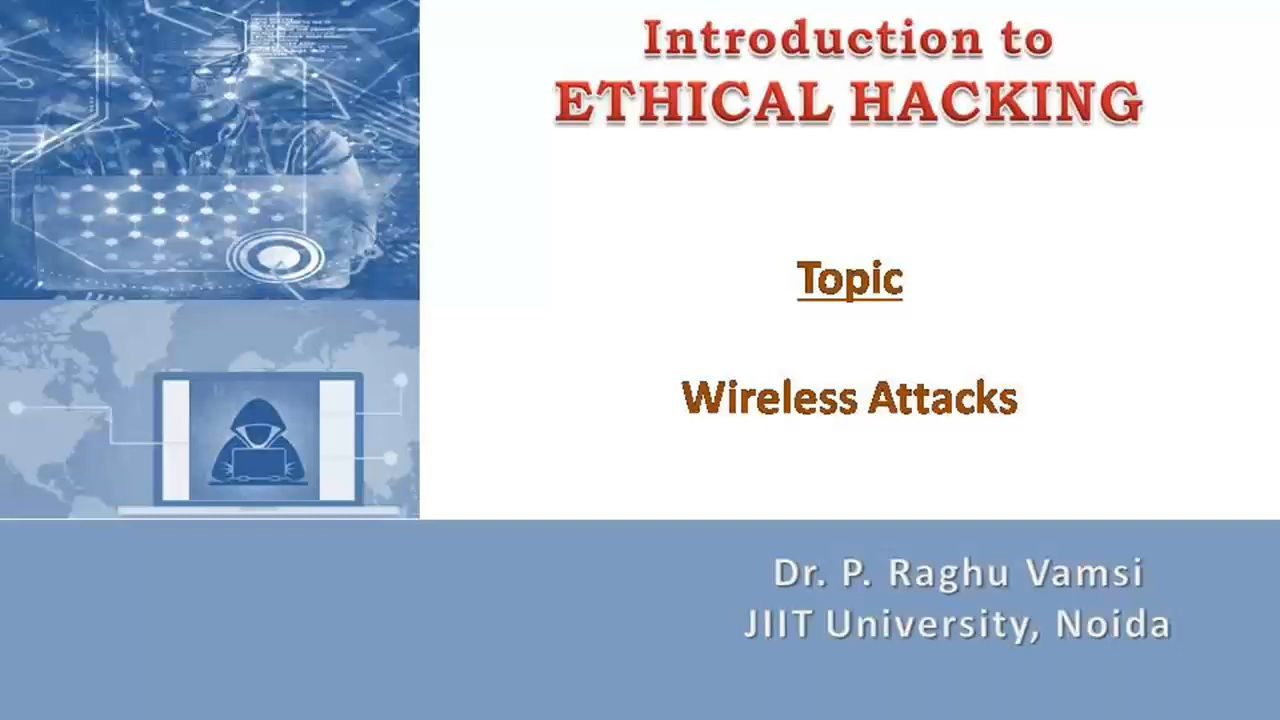 Introduction to
ETHICAL HACKING
Topic
Wireless Attacks
Dr. P. Raghu Vamsi
JIIT University, Noida